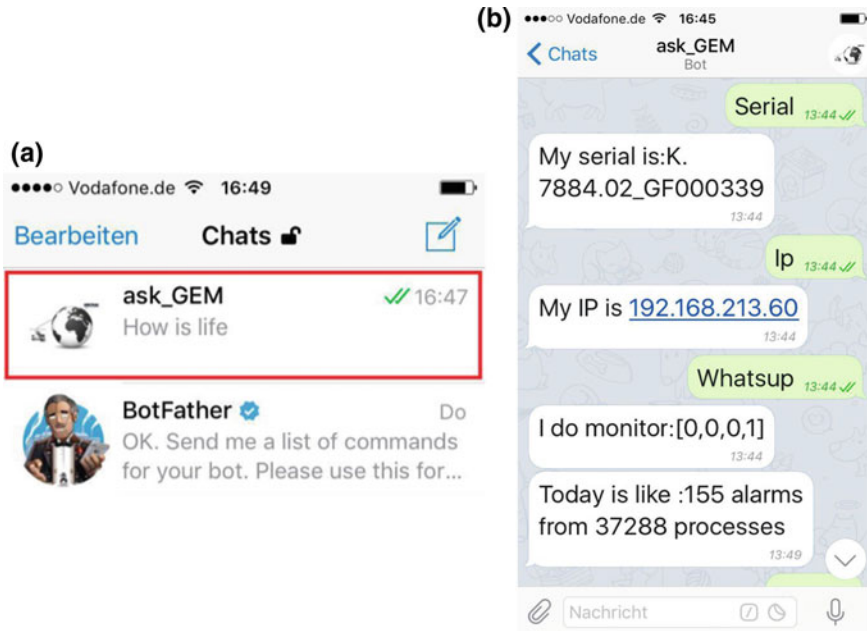 (a)
Vodafone.de 16:49
Bearbeiten Chats
ask_GEM 16:47
How is life
BotFather Do
OK. Send me a list of commands
for your bot. Please use this for...
(b)
Vodafone.de 16:45
Chats ask_GEM
Bot
Serial 13:44
My serial is:K.
7884.02_GF000339
13:44
Ip 13:44
My IP is 192.168.213.60
13:44
Whatsup 13:44
I do monitor:[0,0,0,1]
13:44
Today is like :155 alarms
from 37288 processes
13:49
Nachricht